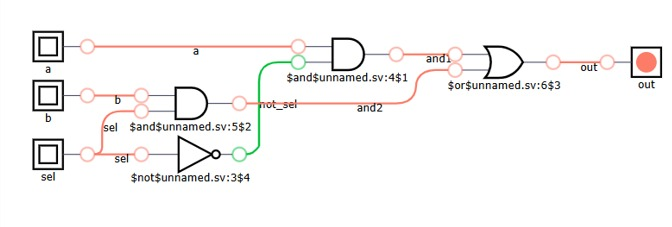 a
a
and1
$and$unnamed.sv:4$1
$or$unnamed.sv:6$3
out
out
b
b
not_sel
and2
$and$unnamed.sv:5$2
sel
sel
sel
$not$unnamed.sv:3$4